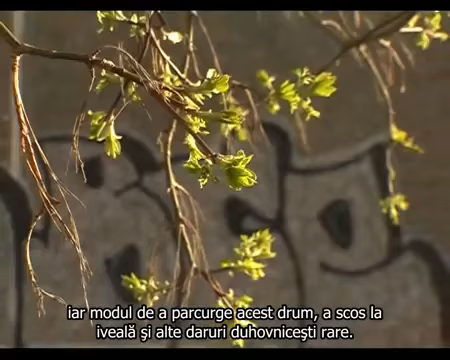 iar modul de a parcurge acest drum, a scos la
iveală şi alte daruri duhovniceşti rare.